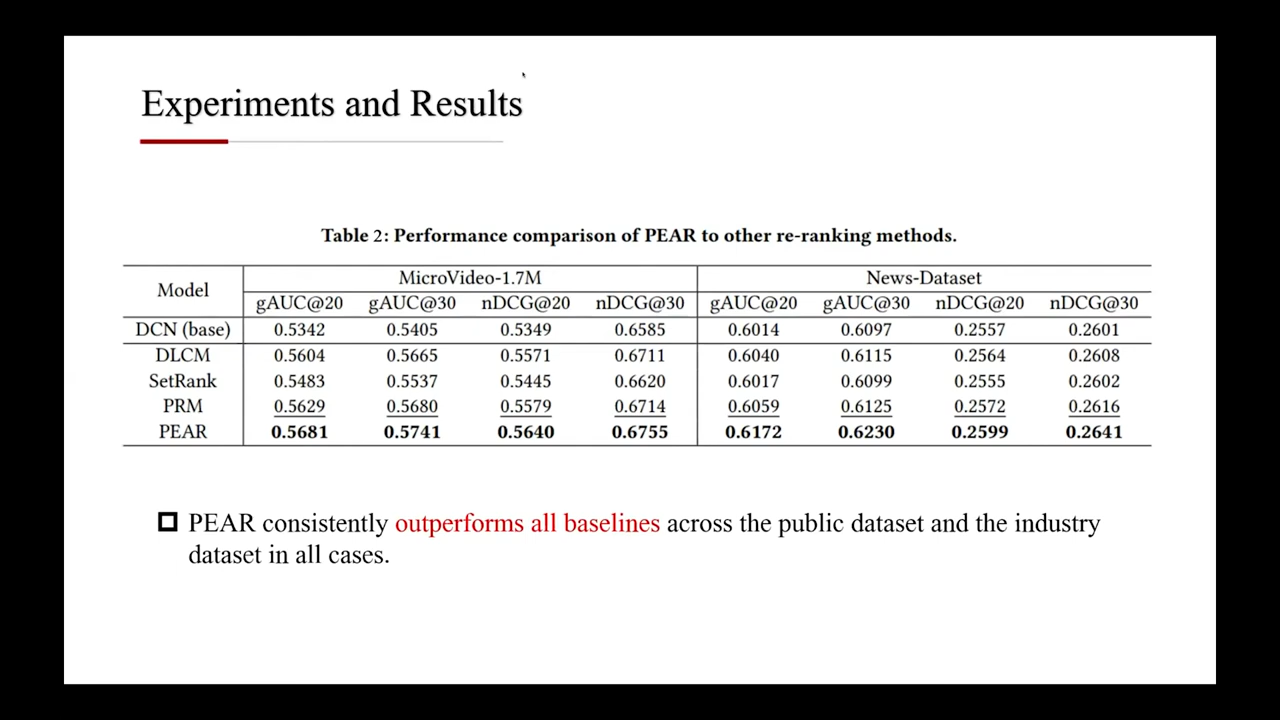 Experiments and Results
Table 2: Performance comparison of PEAR to other re-ranking methods.
Model MicroVideo-1.7M News-Dataset
gAUC@20 gAUC@30 nDCG@20 nDCG@30 gAUC@20 gAUC@30 nDCG@20 nDCG@30
DCN (base) 0.5342 0.5405 0.5349 0.6585 0.6014 0.6097 0.2557 0.2601
DLCM 0.5604 0.5665 0.5571 0.6711 0.6040 0.6115 0.2564 0.2608
SetRank 0.5483 0.5537 0.5445 0.6620 0.6017 0.6099 0.2555 0.2602
PRM 0.5629 0.5680 0.5579 0.6714 0.6059 0.6125 0.2572 0.2616
PEAR 0.5681 0.5741 0.5640 0.6755 0.6172 0.6230 0.2599 0.2641
PEAR consistently outperforms all baselines across the public dataset and the industry
dataset in all cases.